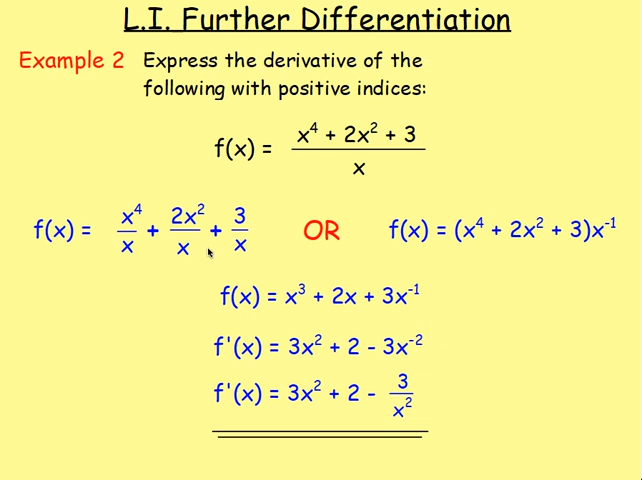 L.I. Further Differentiation
Example 2 Express the derivative of the
following with positive indices:
f(x) = (x⁴ + 2x² + 3)/x
f(x) = x⁴/x + 2x²/x + 3/x OR f(x) = (x⁴ + 2x² + 3)x⁻¹
f(x) = x³ + 2x + 3x⁻¹
f'(x) = 3x² + 2 - 3x⁻²
f'(x) = 3x² + 2 - 3/x²